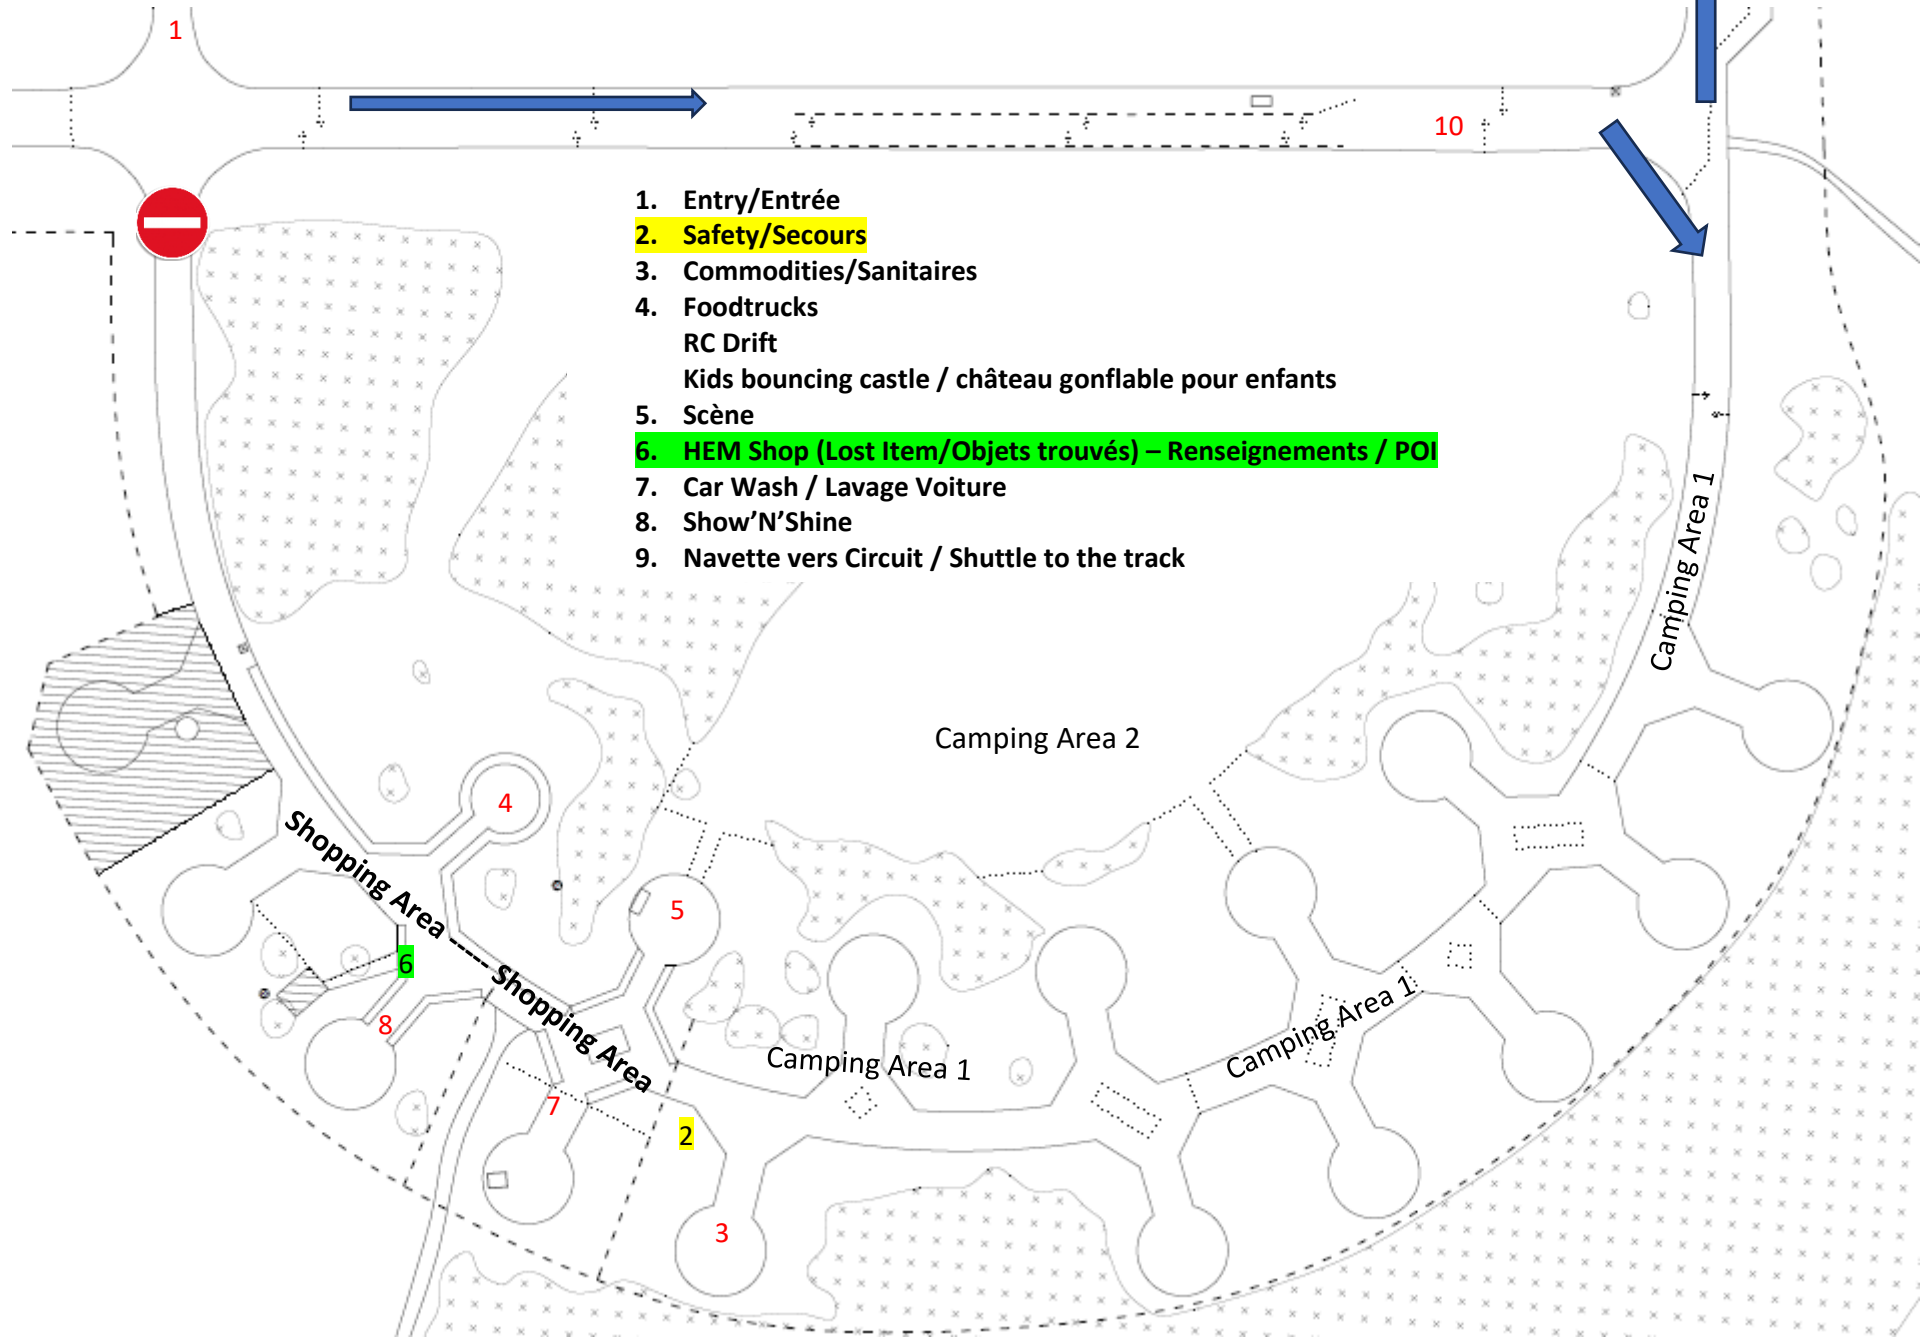 1
10
1. Entry/Entrée
2. Safety/Secours
3. Commodities/Sanitaires
4. Foodtrucks
RC Drift
Kids bouncing castle / château gonflable pour enfants
5. Scène
6. HEM Shop (Lost Item/Objets trouvés) – Renseignements / POI
7. Car Wash / Lavage Voiture
8. Show’N’Shine
9. Navette vers Circuit / Shuttle to the track
Camping Area 1
Camping Area 2
4
Shopping Area ------ Shopping Area
5
6
8
Camping Area 1
Camping Area 1
7
2
3